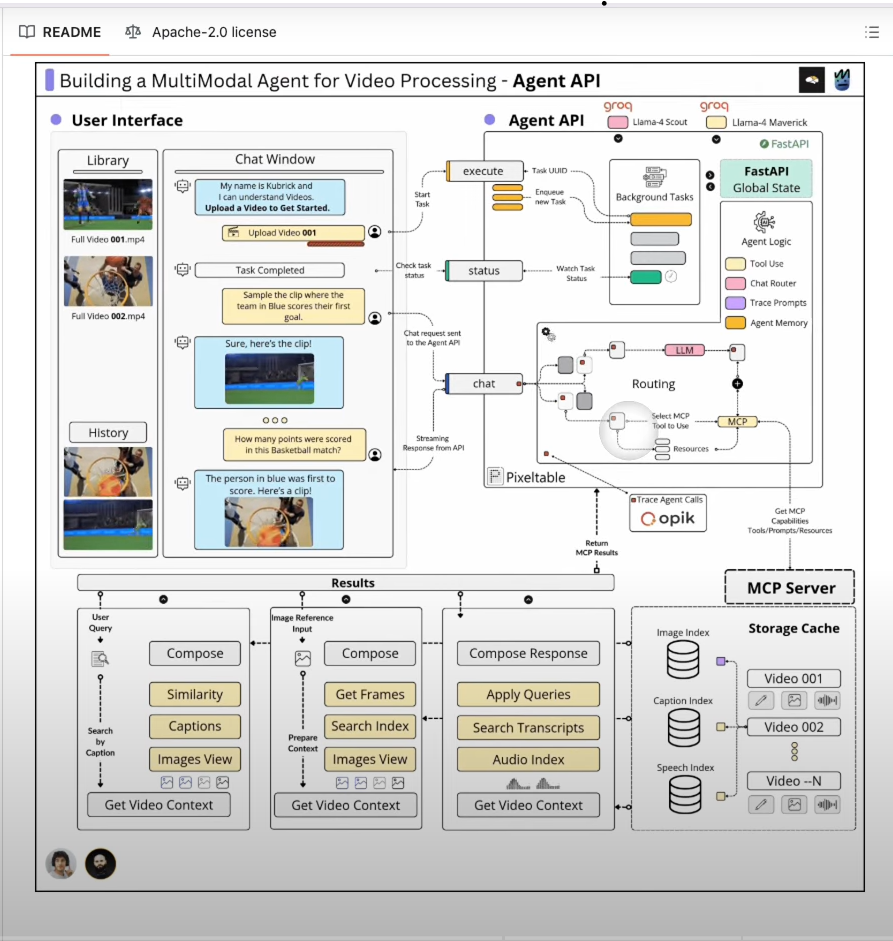 README
Apache-2.0 license
Building a MultiModal Agent for Video Processing - Agent API
User Interface
Library
Full Video 001.mp4
Full Video 002.mp4
History
Chat Window
My name is Kubrick and
I can understand Videos.
Upload a Video to Get Started.
Upload Video 001
Task Completed
Sample the clip where the
team in Blue scores their first
goal.
Sure, here's the clip!
How many points were scored
in this Basketball match?
The person in blue was first to
score. Here's a clip!
Start
Task
Check task
status
Chat request sent
to the Agent API
Streaming
Response from API
Agent API
groq
Llama-4 Scout
groq
Llama-4 Maverick
FastAPI
execute
Task UUID
Enqueue
new Task
status
Watch Task
Status
chat
Background Tasks
FastAPI
Global State
Agent Logic
Tool Use
Chat Router
Trace Prompts
Agent Memory
LLM
Routing
Select MCP
Tool to Use
MCP
Resources
Pixeltable
Trace Agent Calls
opik
Return
MCP Results
Get MCP
Capabilities
Tools/Prompts/Resources
MCP Server
Results
User
Query
Compose
Similarity
Captions
Images View
Search
by
Caption
Get Video Context
Image Reference
Input
Compose
Get Frames
Search Index
Images View
Prepare
Context
Get Video Context
Compose Response
Apply Queries
Search Transcripts
Audio Index
Get Video Context
Storage Cache
Image Index
Caption Index
Speech Index
Video 001
Video 002
Video --N